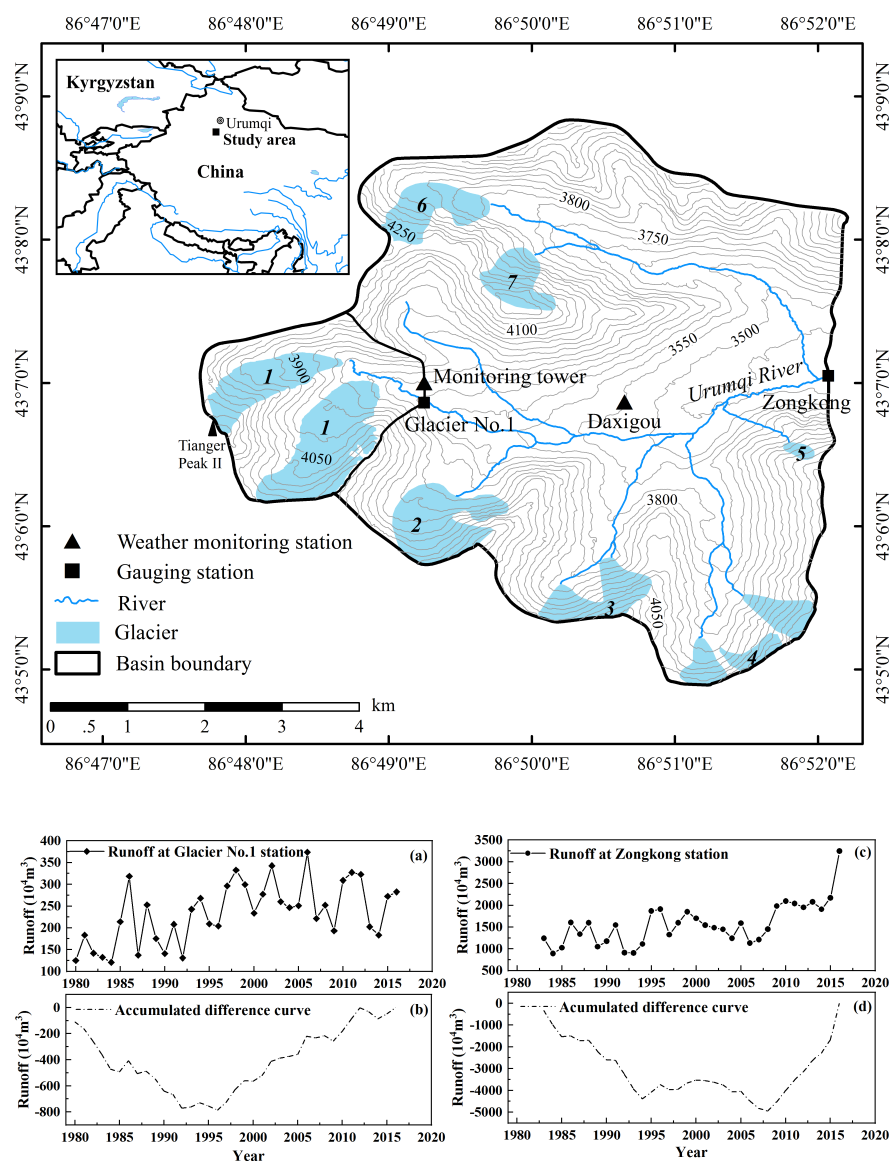 86°47'0"E 86°48'0"E 86°49'0"E 86°50'0"E 86°51'0"E 86°52'0"E
43°9'0"N 43°9'0"N
Kyrgyzstan
Urumqi
Study area
China
43°8'0"N 43°8'0"N
6
4250
3800
3750
7
4100
3550
3500
43°7'0"N 43°7'0"N
1
3900
Monitoring tower
Urumqi River
Glacier No.1
Daxigou
Zongkong
1
Tianger
Peak II
4050
5
3800
2
43°6'0"N 43°6'0"N
Weather monitoring station
Gauging station
River
Glacier
Basin boundary
3
4050
4
43°5'0"N 43°5'0"N
km
0 .5 1 2 3 4
86°47'0"E 86°48'0"E 86°49'0"E 86°50'0"E 86°51'0"E 86°52'0"E
Runoff at Glacier No.1 station (a)
Runoff (10⁴m³)
400
350
300
250
200
150
100
1980 1985 1990 1995 2000 2005 2010 2015 2020
Accumulated difference curve (b)
Runoff (10⁴m³)
0
-200
-400
-600
-800
1980 1985 1990 1995 2000 2005 2010 2015 2020
Year
Runoff at Zongkong station (c)
Runoff (10⁴m³)
3500
3000
2500
2000
1500
1000
500
1980 1985 1990 1995 2000 2005 2010 2015 2020
Accumulated difference curve (d)
Runoff (10⁴m³)
0
-1000
-2000
-3000
-4000
-5000
1980 1985 1990 1995 2000 2005 2010 2015 2020
Year